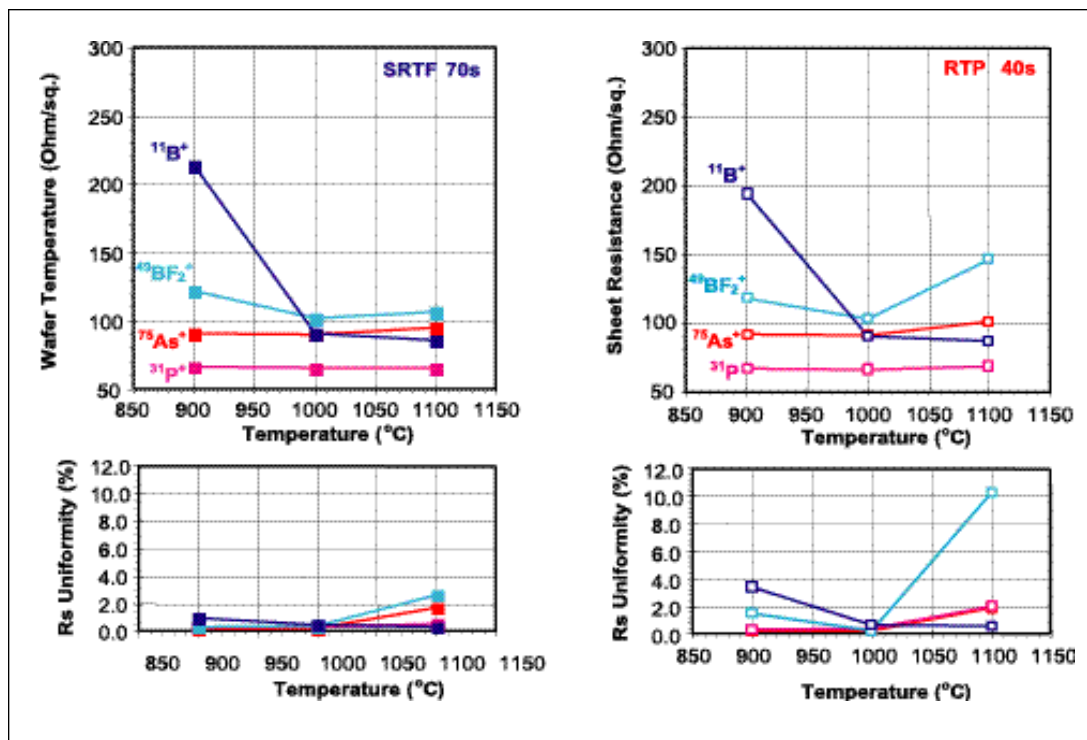 SRTF 70s
Wafer Temperature (Ohm/sq.)
300
250
200
150
100
50
¹¹B⁺
⁴⁹BF₂⁺
⁷⁵As⁺
³¹P⁺
850 900 950 1000 1050 1100 1150
Temperature (°C)
RTP 40s
Sheet Resistance (Ohm/sq.)
300
250
200
150
100
50
¹¹B⁺
⁴⁹BF₂⁺
⁷⁵As⁺
³¹P
850 900 950 1000 1050 1100 1150
Temperature (°C)
Rs Uniformity (%)
12.0
10.0
8.0
6.0
4.0
2.0
0.0
850 900 950 1000 1050 1100 1150
Temperature (°C)
Rs Uniformity (%)
12.0
10.0
8.0
6.0
4.0
2.0
0.0
850 900 950 1000 1050 1100 1150
Temperature (°C)